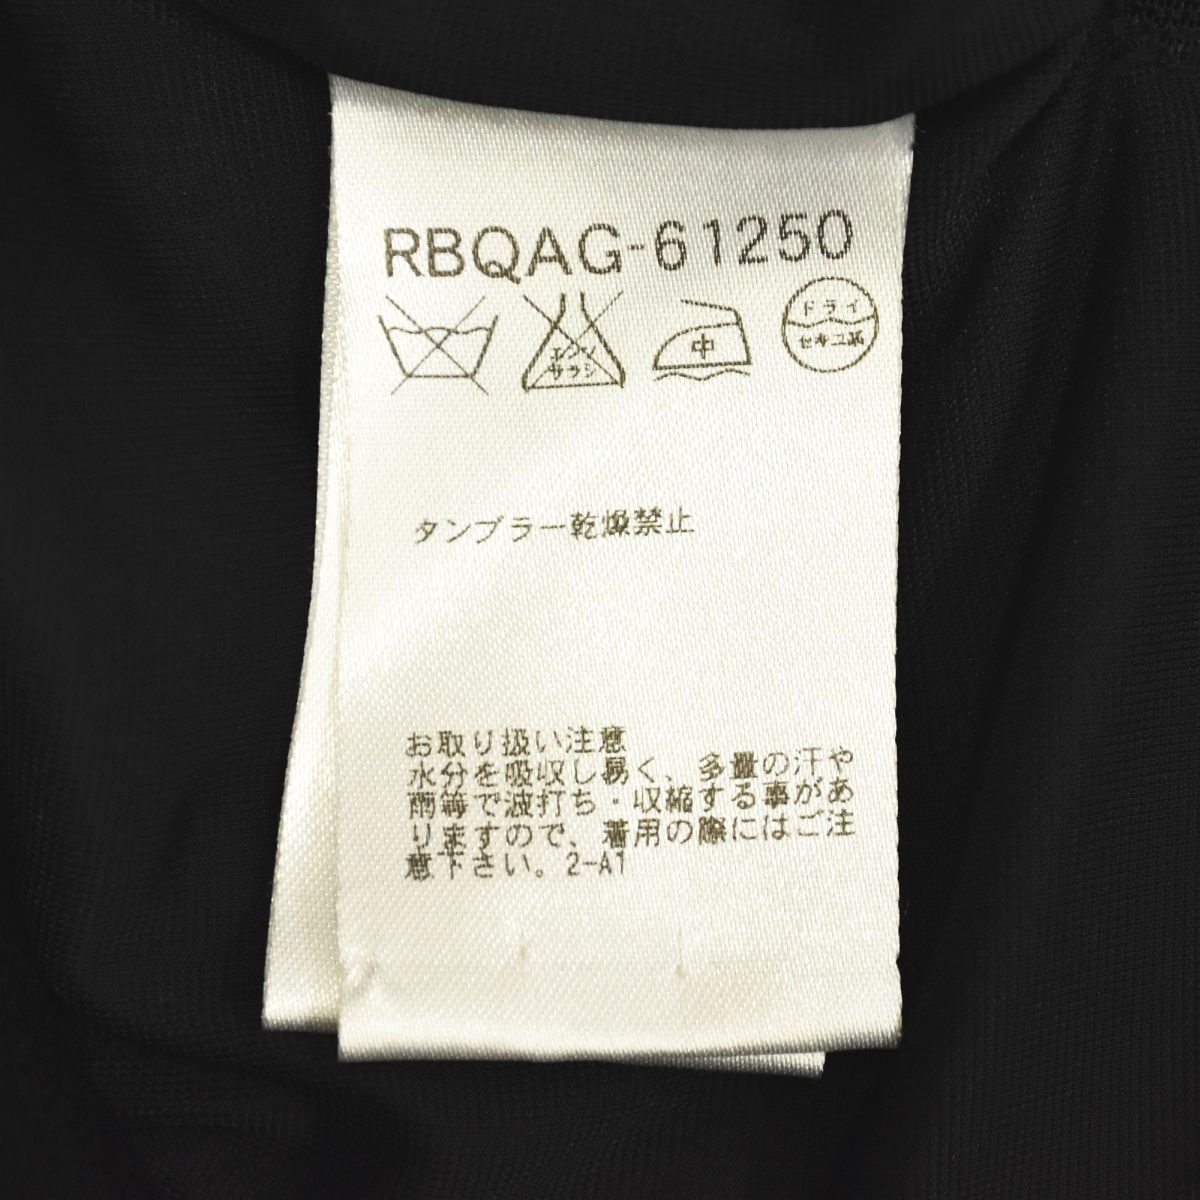 RBQAG-61250
エンソ
サラシ
中
ドライ
セキユ系
タンブラー乾燥禁止
お取り扱い注意
水分を吸収し易く、多量の汗や
雨等で波打ち・収縮する事があ
りますので、着用の際にはご注
意下さい。2-A1